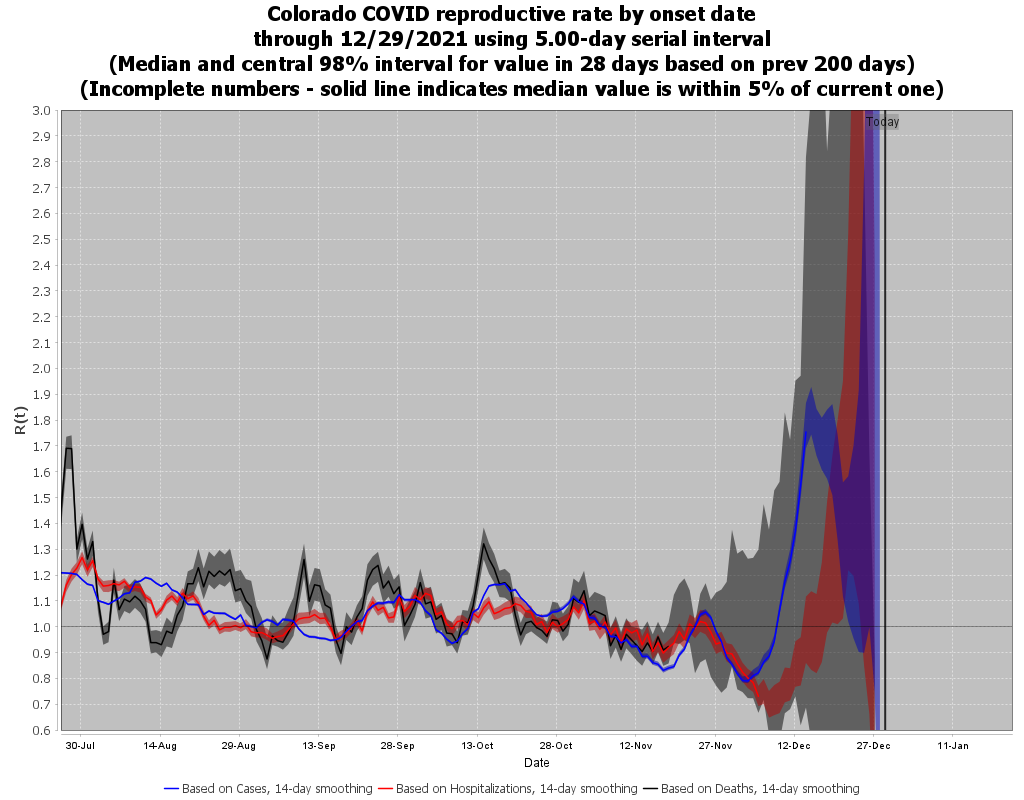 Colorado COVID reproductive rate by onset date
through 12/29/2021 using 5.00-day serial interval
(Median and central 98% interval for value in 28 days based on prev 200 days)
(Incomplete numbers - solid line indicates median value is within 5% of current one)
3.0
Today
2.9
2.8
2.7
2.6
2.5
2.4
2.3
2.2
2.1
2.0
1.9
1.8
1.7
1.6
1.5
1.4
1.3
1.2
1.1
1.0
0.9
0.8
0.7
0.6
R(t)
30-Jul 14-Aug 29-Aug 13-Sep 28-Sep 13-Oct 28-Oct 12-Nov 27-Nov 12-Dec 27-Dec 11-Jan
Date
Based on Cases, 14-day smoothing Based on Hospitalizations, 14-day smoothing Based on Deaths, 14-day smoothing